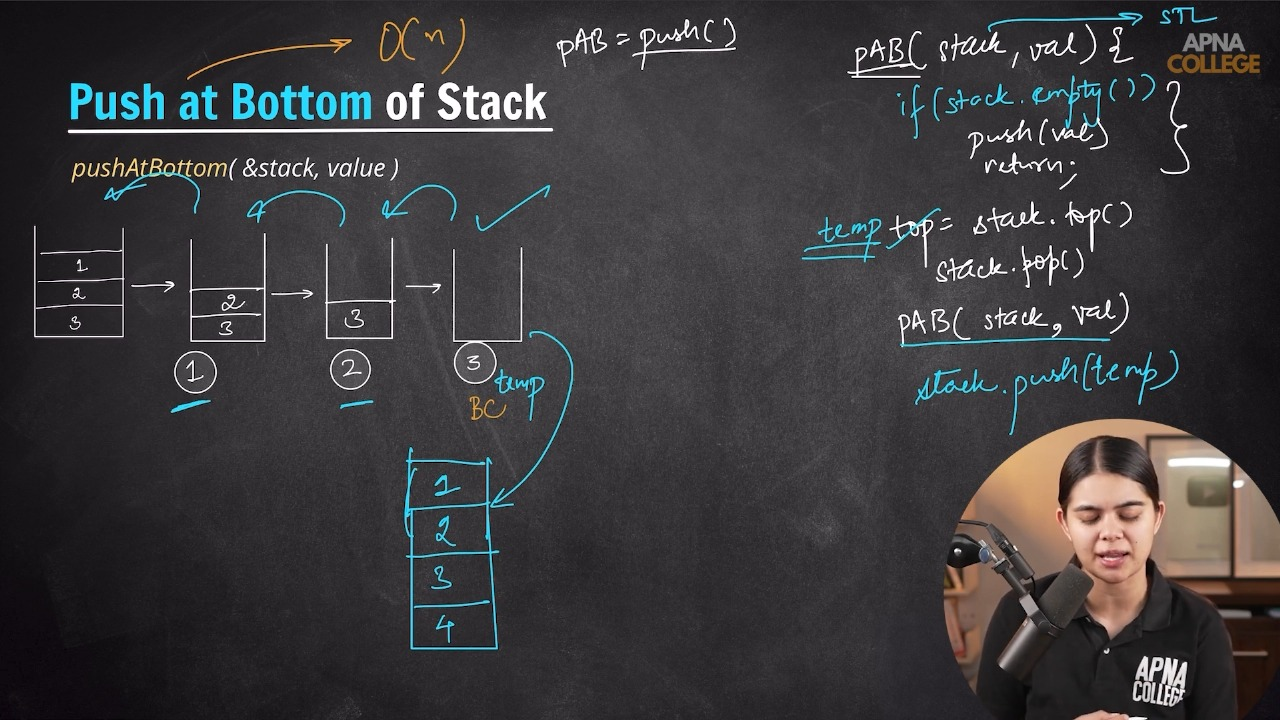 O(n)
pAB = push()
STL
APNA
COLLEGE
Push at Bottom of Stack
pushAtBottom( &stack, value )
pAB( stack, val) {
if(stack.empty())
push(val)
return;
}
temp top = stack.top()
stack.pop()
pAB( stack, val)
stack.push(temp)
1
2
3
2
3
3
1
2
3
temp
BC
1
2
3
4
APNA
COLLEGE